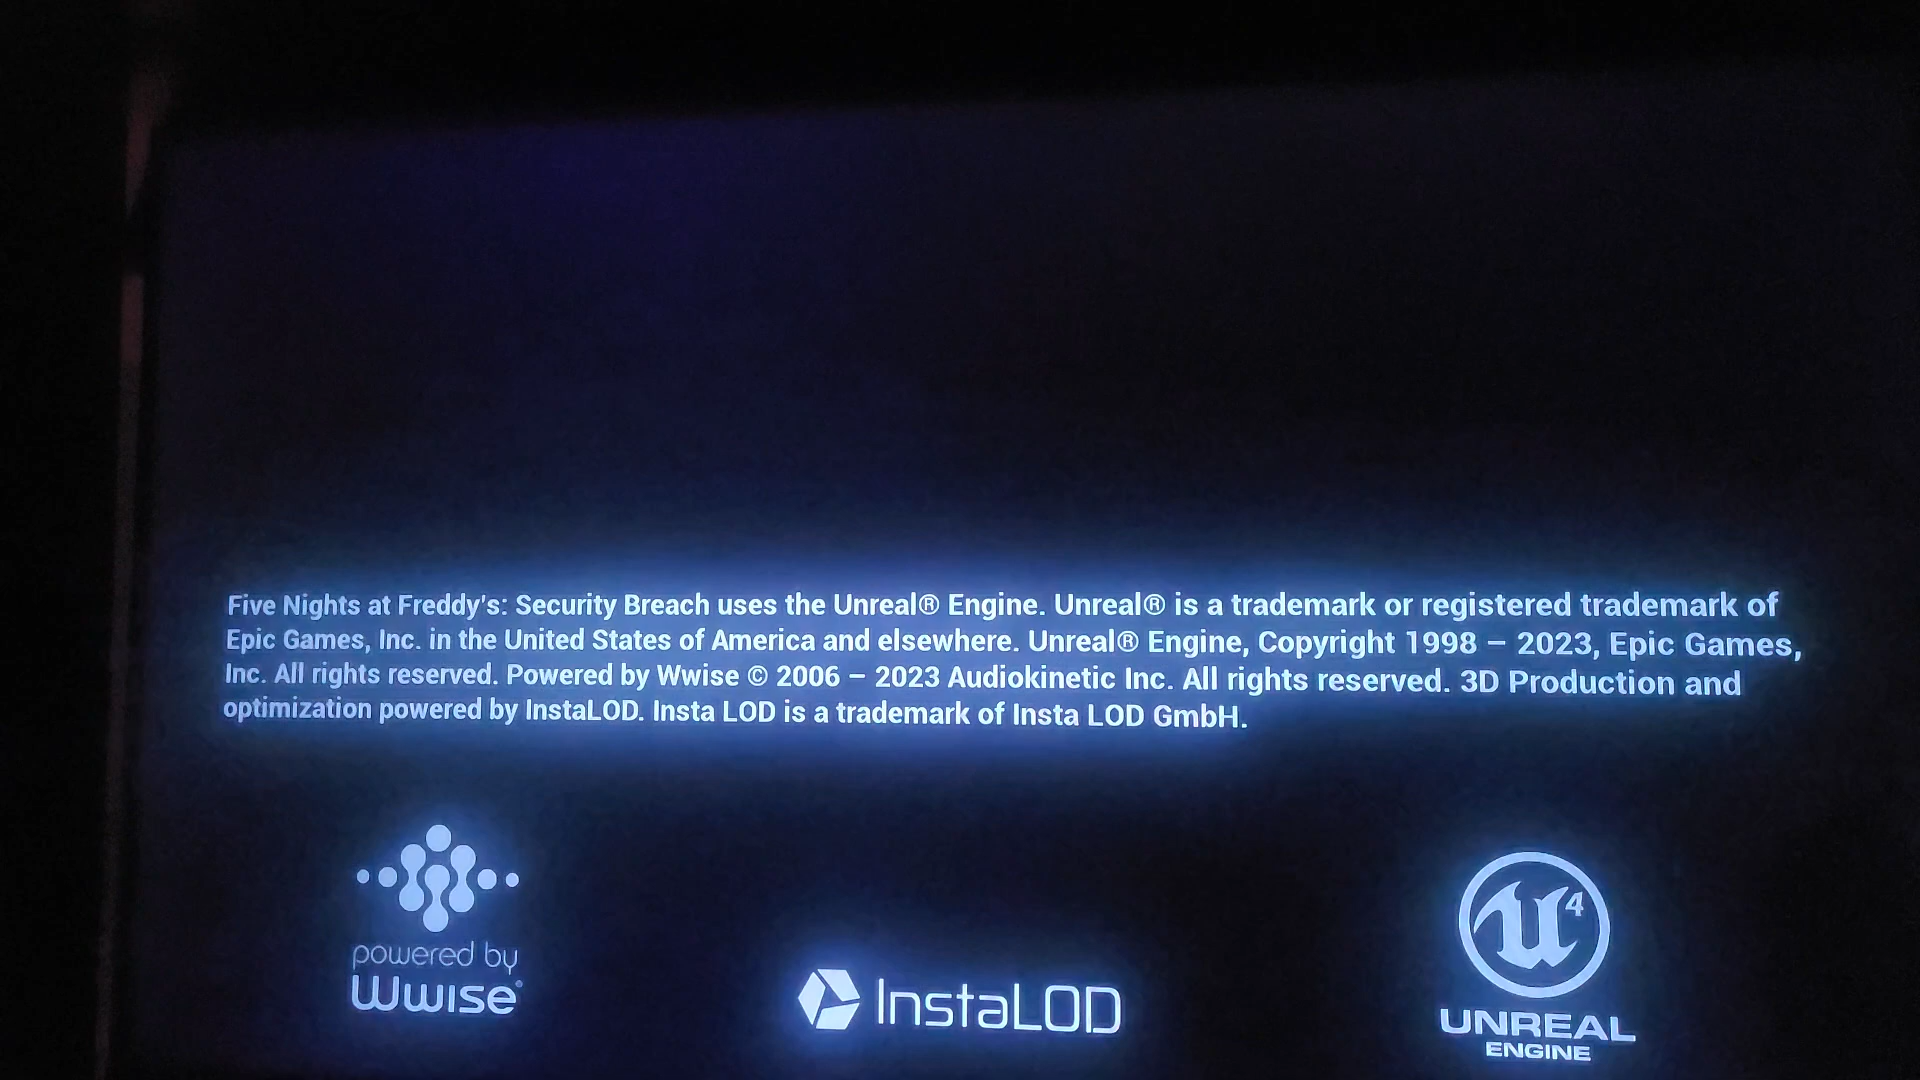 Five Nights at Freddy's: Security Breach uses the Unreal® Engine. Unreal® is a trademark or registered trademark of
Epic Games, Inc. in the United States of America and elsewhere. Unreal® Engine, Copyright 1998 – 2023, Epic Games,
Inc. All rights reserved. Powered by Wwise © 2006 – 2023 Audiokinetic Inc. All rights reserved. 3D Production and
optimization powered by InstaLOD. Insta LOD is a trademark of Insta LOD GmbH.
powered by
Wwise®
InstaLOD
U4
UNREAL
ENGINE